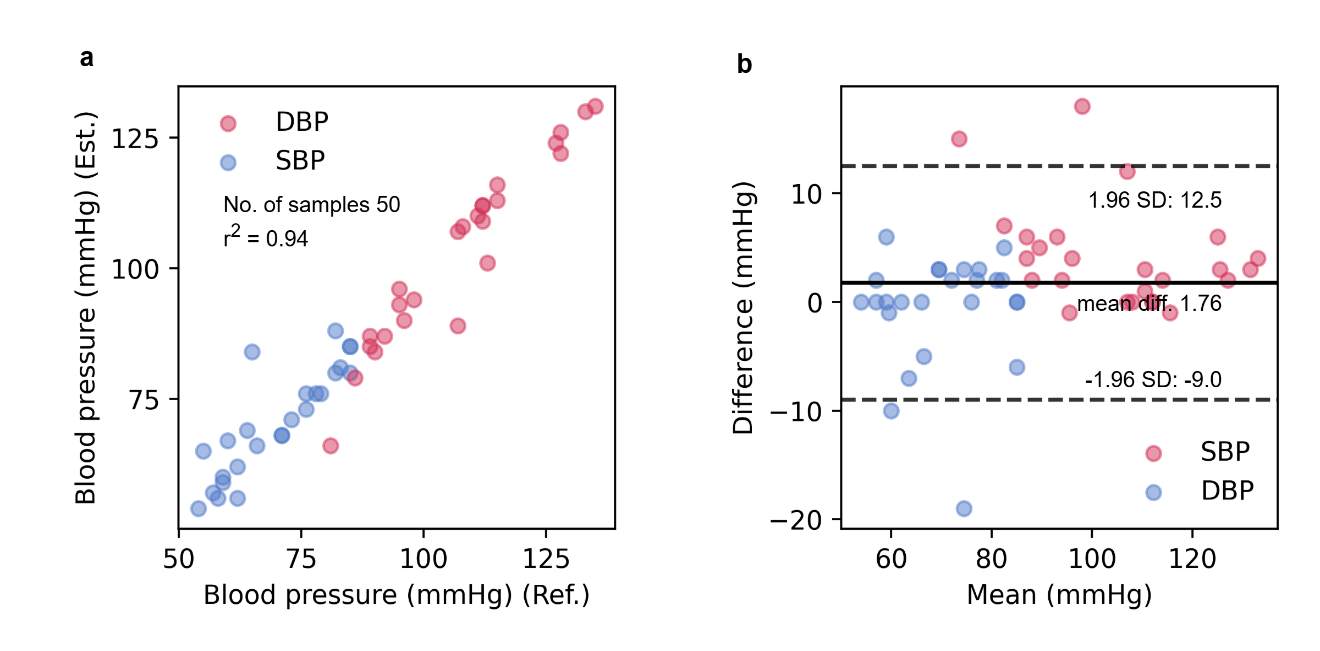 a
DBP
SBP
No. of samples 50
r2 = 0.94
125
100
75
50
75
100
125
Blood pressure (mmHg) (Est.)
Blood pressure (mmHg) (Ref.)
b
1.96 SD: 12.5
mean diff. 1.76
-1.96 SD: -9.0
SBP
DBP
10
0
−10
−20
60
80
100
120
Difference (mmHg)
Mean (mmHg)